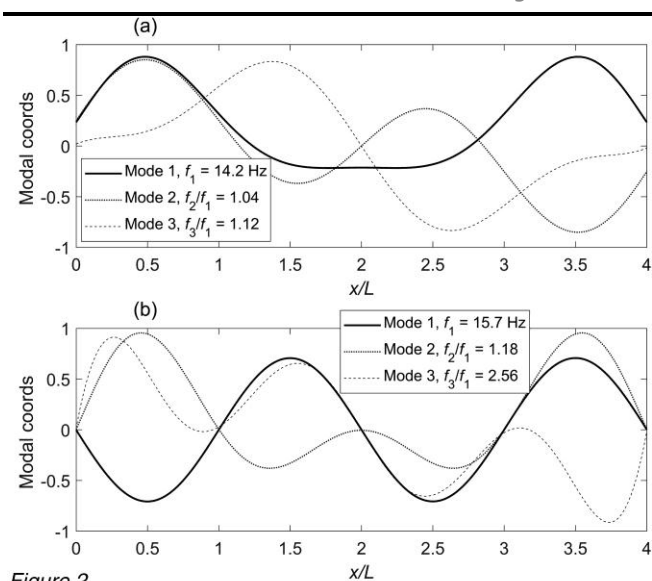 (a)
1
0.5
0
-0.5
-1
Modal coords
Mode 1, f1 = 14.2 Hz
Mode 2, f2/f1 = 1.04
Mode 3, f3/f1 = 1.12
0 0.5 1 1.5 2 2.5 3 3.5 4
x/L
(b)
1
0.5
0
-0.5
-1
Modal coords
Mode 1, f1 = 15.7 Hz
Mode 2, f2/f1 = 1.18
Mode 3, f3/f1 = 2.56
0 0.5 1 1.5 2 2.5 3 3.5 4
x/L
Figure 2